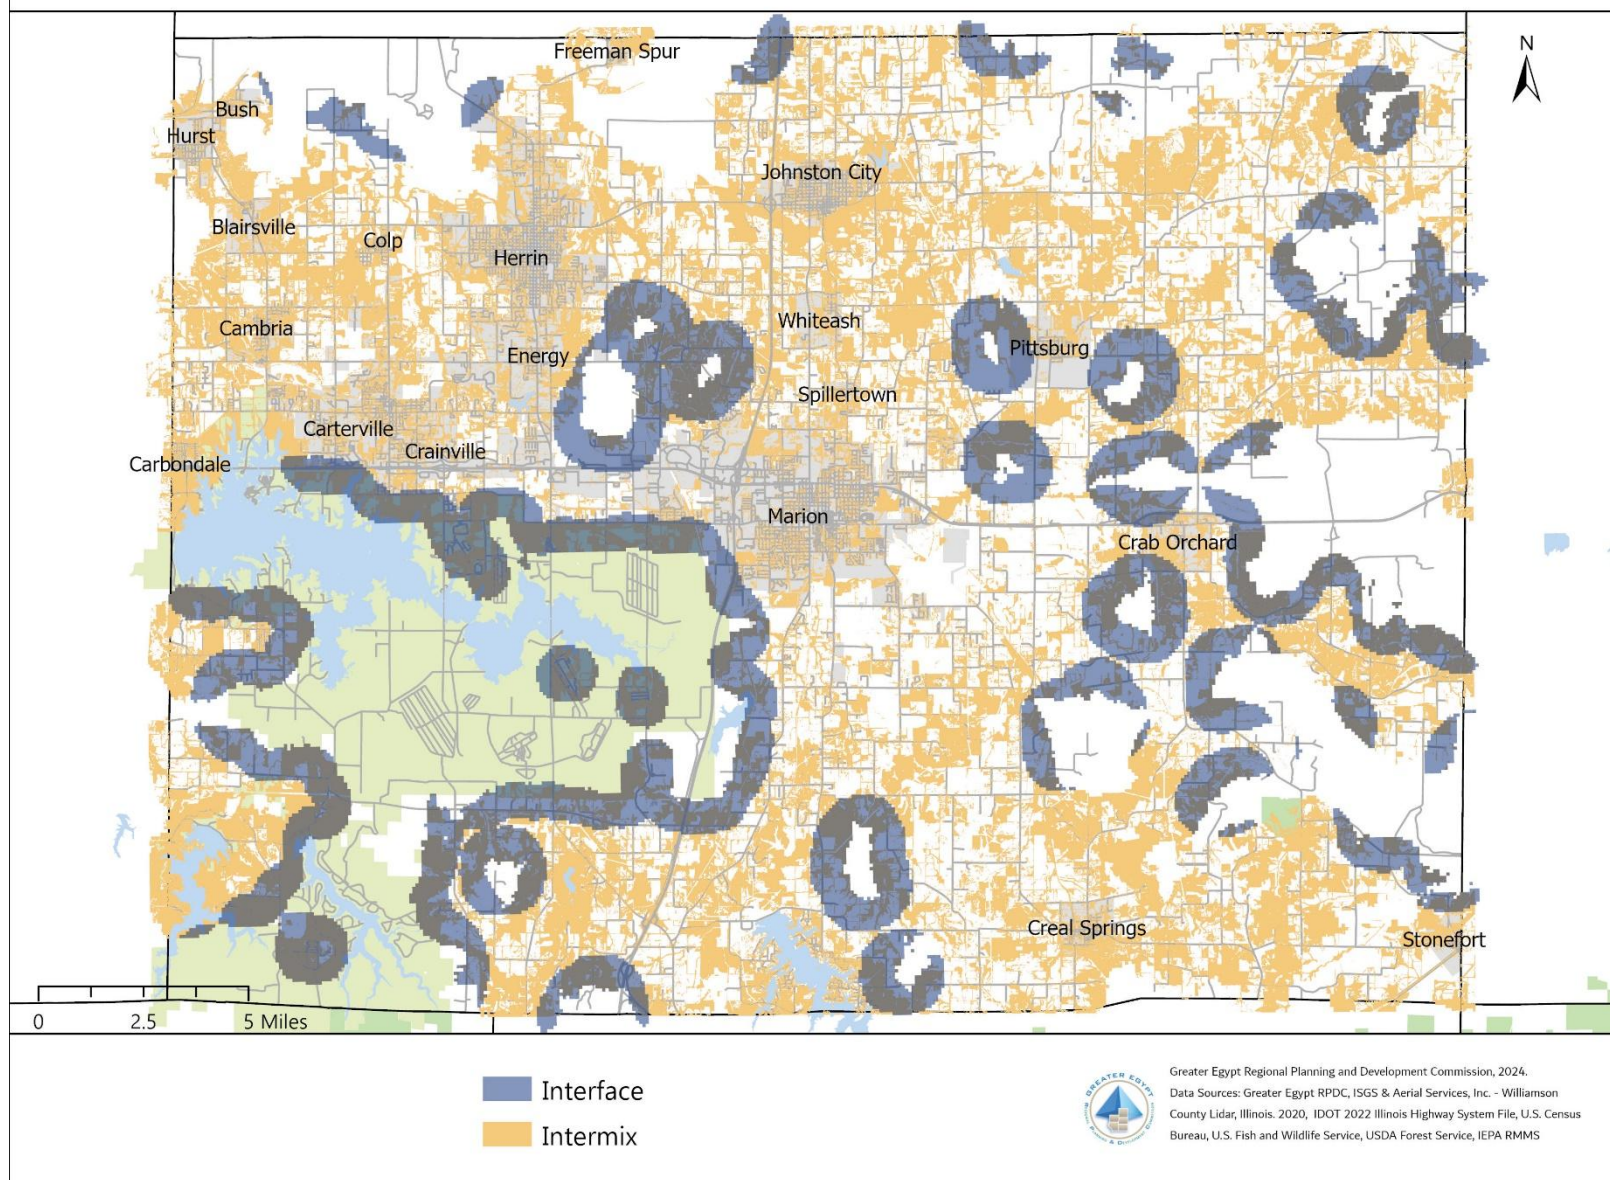 Freeman Spur
N
Bush
Hurst
Johnston City
Blairsville
Colp
Herrin
Cambria
Whiteash
Energy
Pittsburg
Spillertown
Carterville
Crainville
Carbondale
Marion
Crab Orchard
Creal Springs
Stonefort
0 2.5 5 Miles
Interface
Intermix
GREATER EGYPT
Greater Egypt Regional Planning and Development Commission, 2024.
Data Sources: Greater Egypt RPDC, ISGS & Aerial Services, Inc. - Williamson
County Lidar, Illinois. 2020, IDOT 2022 Illinois Highway System File, U.S. Census
Bureau, U.S. Fish and Wildlife Service, USDA Forest Service, IEPA RMMS